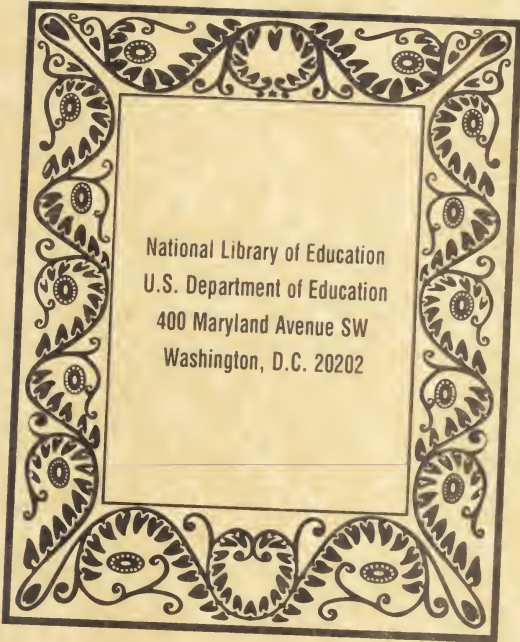 National Library of Education
U.S. Department of Education
400 Maryland Avenue SW
Washington, D.C. 20202